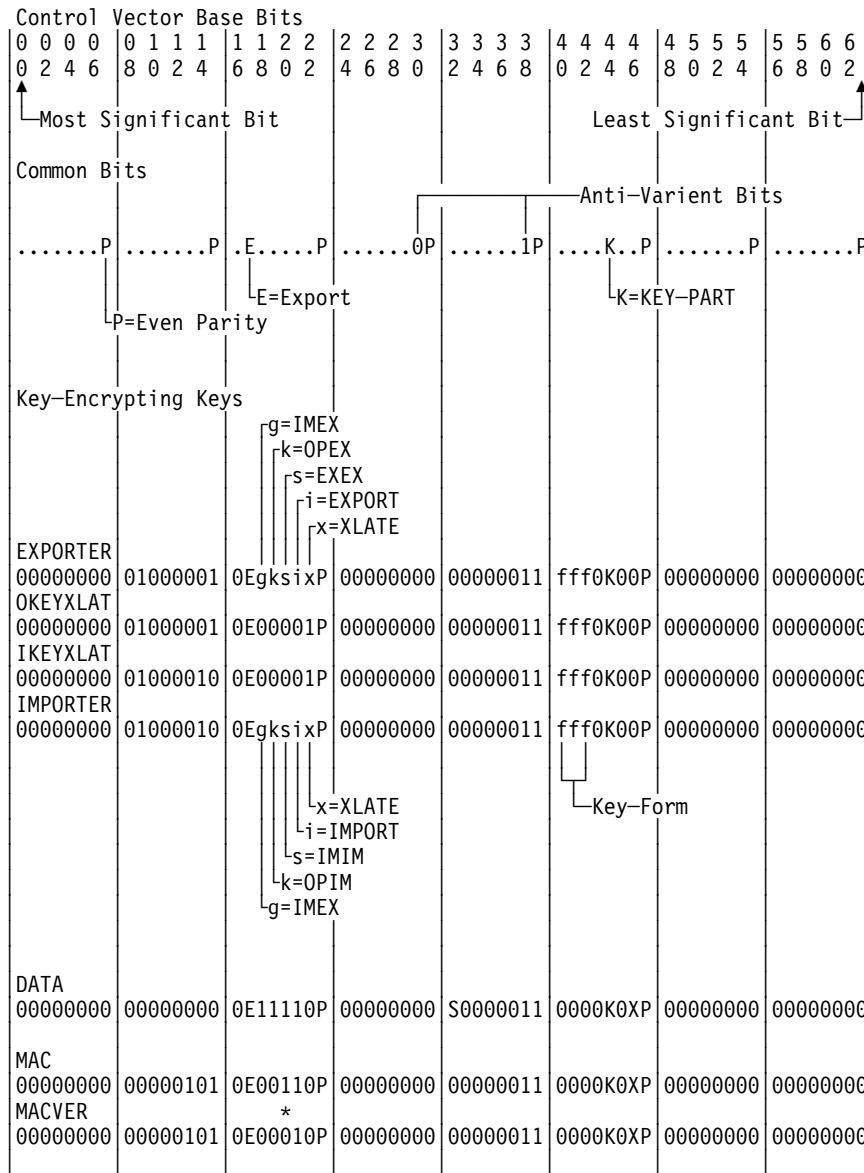 Control Vector Base Bits
0 0 0 0 0 1 1 1 1 1 2 2 2 2 2 3 3 3 3 3 4 4 4 4 4 5 5 5 5 5 6 6
0 2 4 6 8 0 2 4 6 8 0 2 4 6 8 0 2 4 6 8 0 2 4 6 8 0 2 4 6 8 0 2
Most Significant Bit Least Significant Bit
Common Bits
Anti-Varient Bits
.......P .......P .E.....P ......0P ......1P ....K..P .......P .......P
E=Export K=KEY-PART
P=Even Parity
Key-Encrypting Keys
g=IMEX
k=OPEX
s=EXEX
i=EXPORT
x=XLATE
EXPORTER
00000000 01000001 0EgksixP 00000000 00000011 fff0K00P 00000000 00000000
OKEYXLAT
00000000 01000001 0E00001P 00000000 00000011 fff0K00P 00000000 00000000
IKEYXLAT
00000000 01000010 0E00001P 00000000 00000011 fff0K00P 00000000 00000000
IMPORTER
00000000 01000010 0EgksixP 00000000 00000011 fff0K00P 00000000 00000000
x=XLATE Key-Form
i=IMPORT
s=IMIM
k=OPIM
g=IMEX
DATA
00000000 00000000 0E11110P 00000000 S0000011 0000K0XP 00000000 00000000
MAC
00000000 00000101 0E00110P 00000000 00000011 0000K0XP 00000000 00000000
MACVER *
00000000 00000101 0E00010P 00000000 00000011 0000K0XP 00000000 00000000